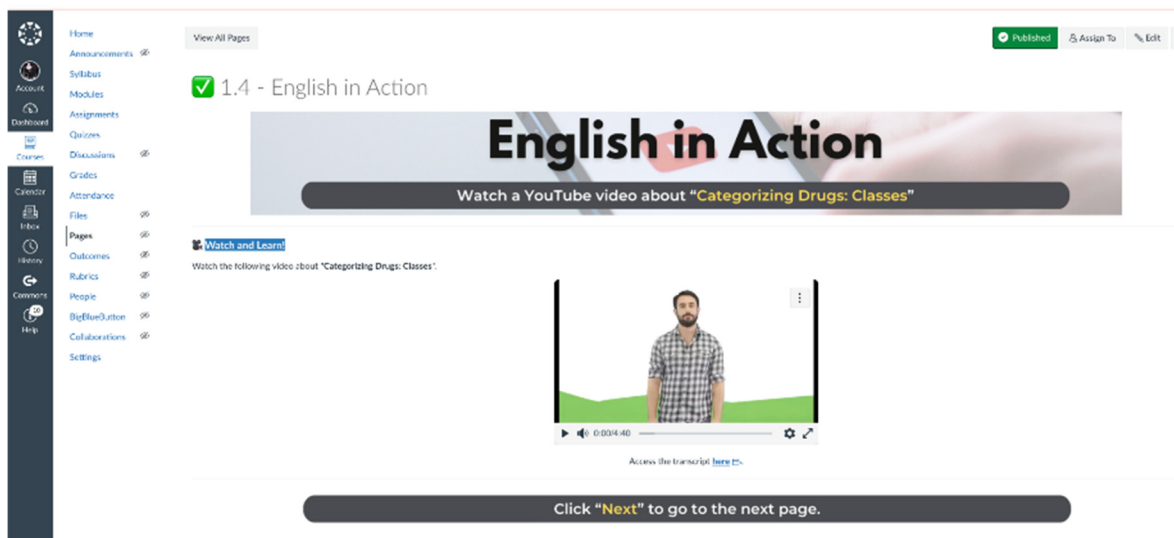 Home
Announcements
Syllabus
Modules
Assignments
Quizzes
Discussions
Grades
Attendance
Files
Pages
Outcomes
Rubrics
People
BigBlueButton
Collaborations
Settings
Account
Dashboard
Courses
Calendar
Inbox
History
Commons
10
Help
View All Pages
Published
Assign To
Edit
1.4 - English in Action
English in Action
Watch a YouTube video about “Categorizing Drugs: Classes”
Watch and Learn!
Watch the following video about "Categorizing Drugs: Classes".
0:00/4:40
Access the transcript here
Click “Next” to go to the next page.